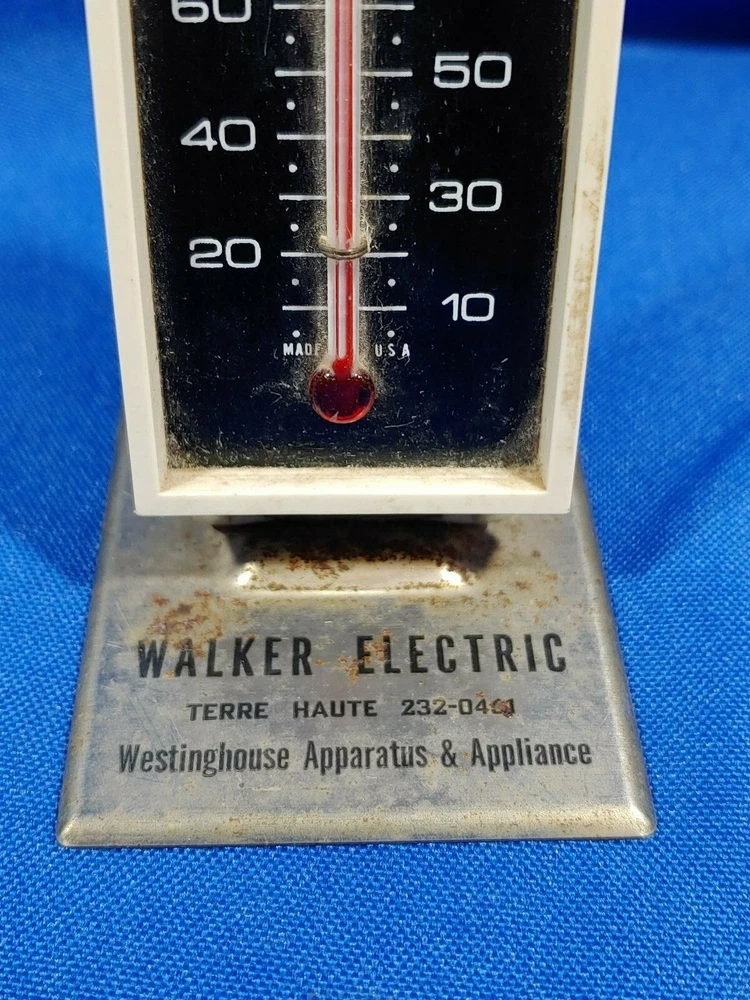 60
50
40
30
20
10
MADE U S A
WALKER ELECTRIC
TERRE HAUTE
Westinghouse Apparatus & Appliance